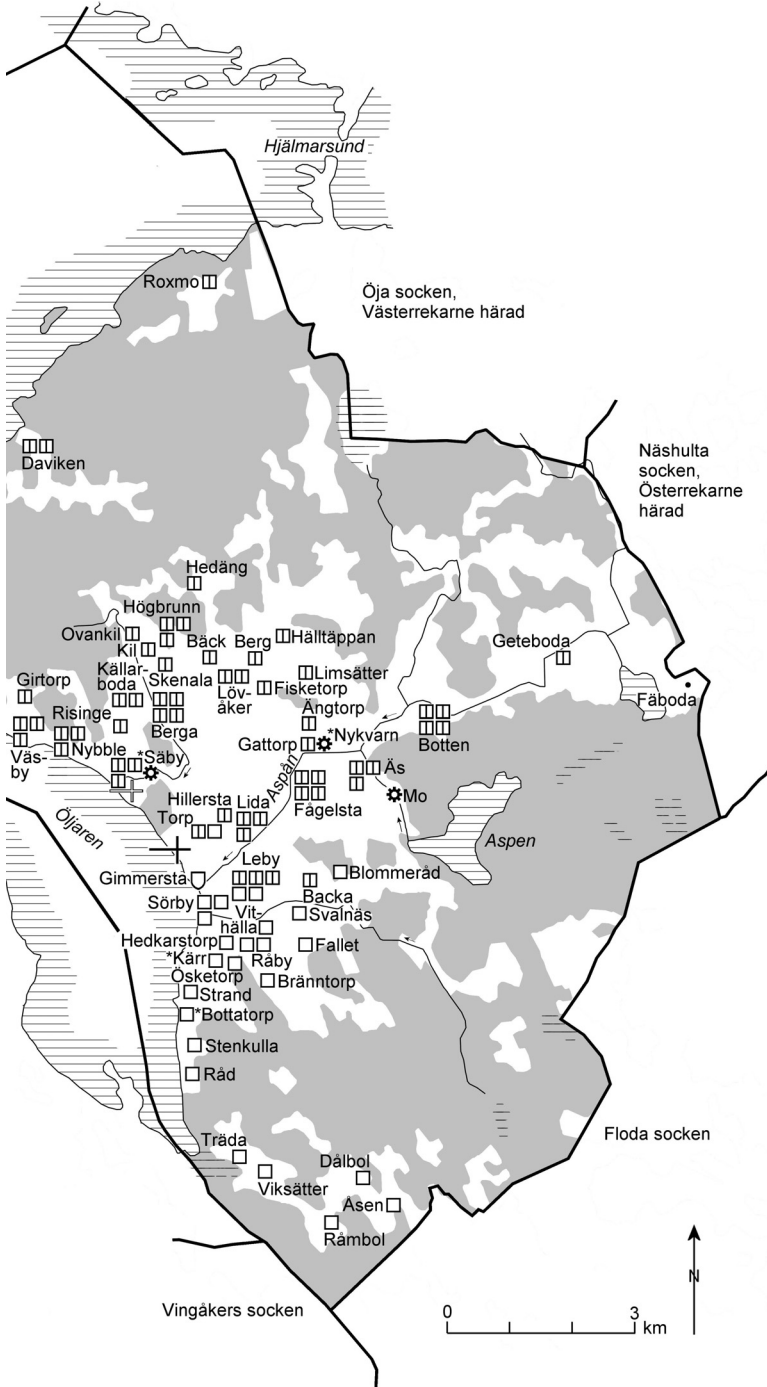 Hjälmarsund
Roxmo
Öja socken,
Västerrekarne härad
Daviken
Näshulta
socken,
Österrekarne
härad
Hedäng
Högbrunn
Ovankil
Kil
Bäck
Berg
Hälltäppan
Geteboda
Källar-
boda
Skenala
Limsätter
Girtorp
Löv-
åker
Fisketorp
Fäboda
Risinge
Ängtorp
Berga
Gattorp
*Nykvarn
Botten
Nybble
*Säby
Väs-
by
Äs
Aspån
Fågelsta
Mo
Hillersta
Lida
Torp
Öljaren
Aspen
Leby
Gimmersta
Blommeråd
Backa
Sörby
Vit-
hälla
Svalnäs
Hedkarstorp
Fallet
*Kärr
Råby
Ösketorp
Bränntorp
Strand
*Bottatorp
Stenkulla
Råd
Träda
Floda socken
Viksätter
Dålbol
Åsen
Råmbol
N
Vingåkers socken
0
3
km